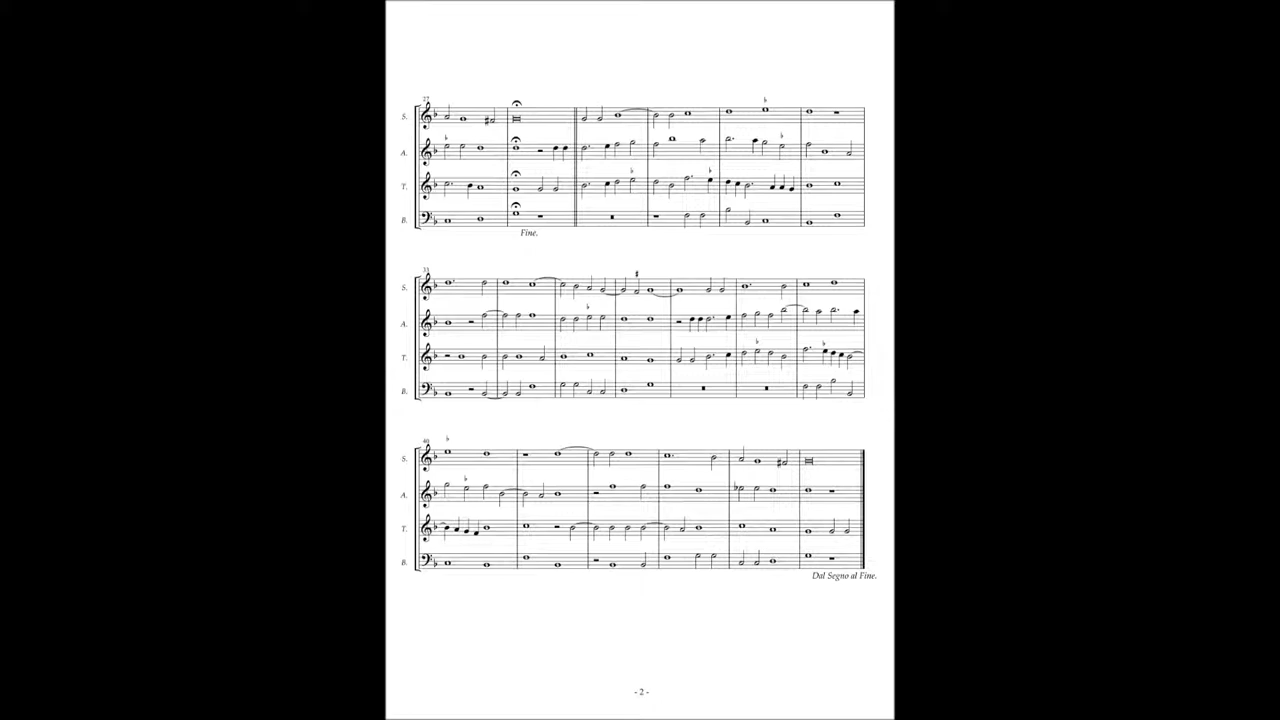 27
S.
A.
T.
B.
Fine.
33
S.
A.
T.
B.
40
S.
A.
T.
B.
Dal Segno al Fine.
- 2 -